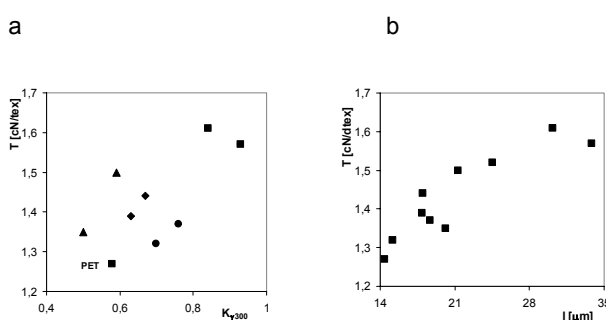 a
b
T [cN/tex]
1,7
1,6
1,5
1,4
1,3
1,2
PET
0,4
0,6
0,8
1
Kγ300
T [cN/dtex]
1,7
1,6
1,5
1,4
1,3
1,2
14
21
28
35
l [μm]